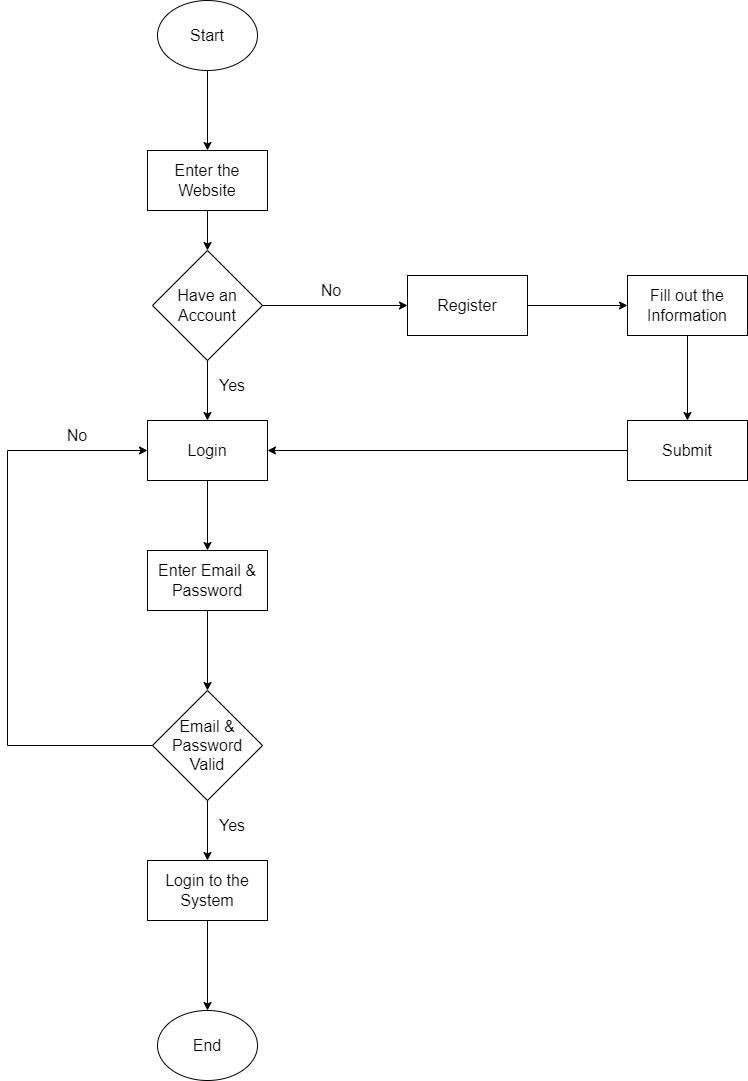 Start
Enter the
Website
Have an
Account
No
Register
Fill out the
Information
Yes
No
Login
Submit
Enter Email &
Password
Email &
Password
Valid
Yes
Login to the
System
End